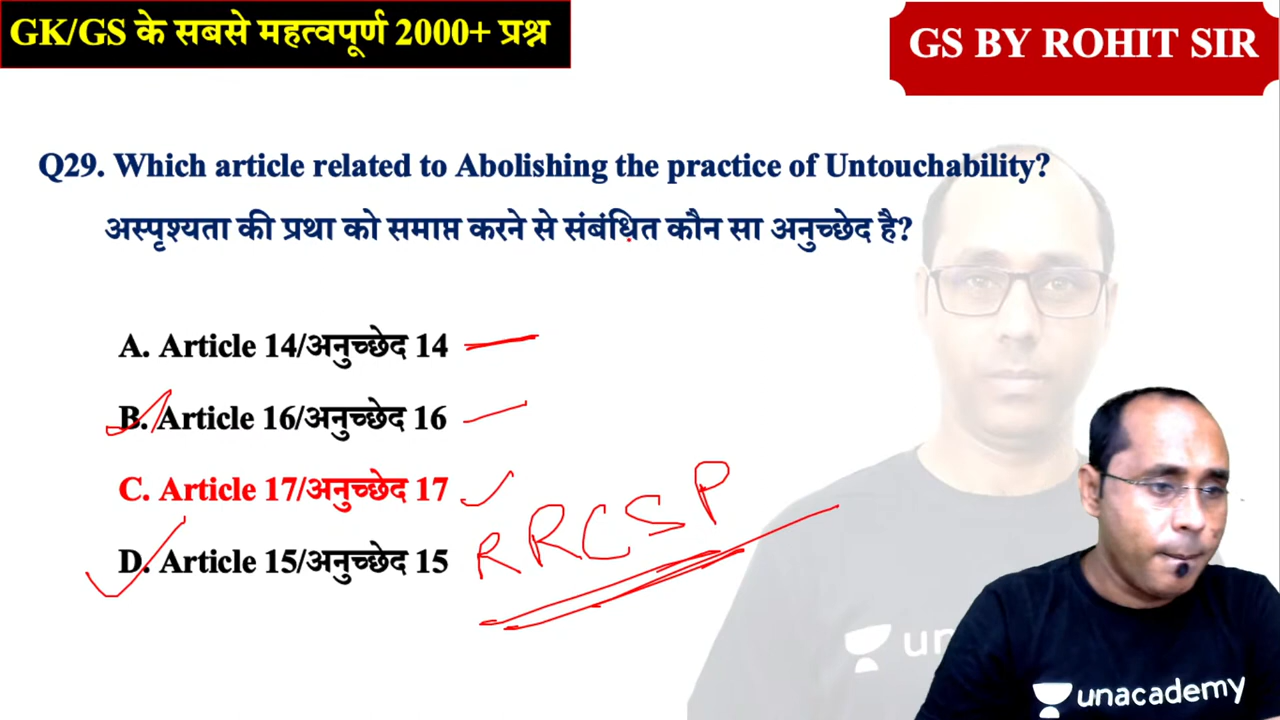 GK/GS के सबसे महत्वपूर्ण 2000+ प्रश्न
GS BY ROHIT SIR
Q29. Which article related to Abolishing the practice of Untouchability?
अस्पृश्यता की प्रथा को समाप्त करने से संबंधित कौन सा अनुच्छेद है?
A. Article 14/अनुच्छेद 14
B. Article 16/अनुच्छेद 16
C. Article 17/अनुच्छेद 17
D. Article 15/अनुच्छेद 15
RRCSP
un
unacademy